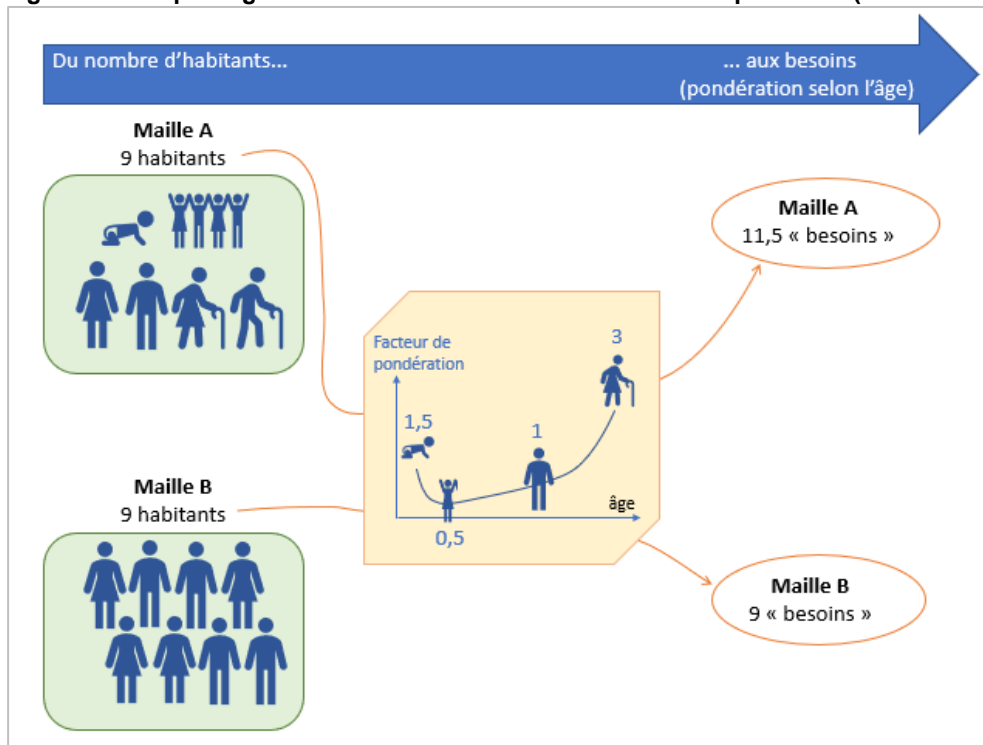 Du nombre d'habitants...
... aux besoins
(pondération selon l'âge)
Maille A
9 habitants
Maille A
11,5 « besoins »
Facteur de
pondération
3
1,5
1
âge
0,5
Maille B
9 habitants
Maille B
9 « besoins »